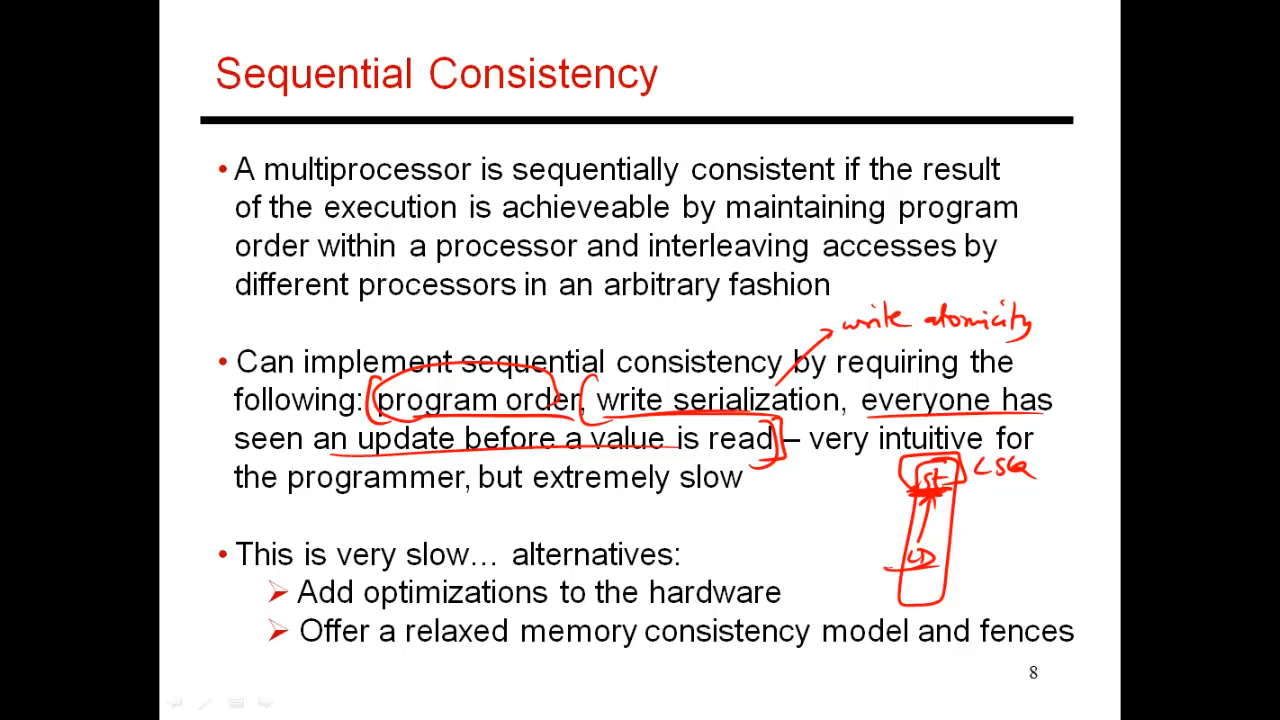 Sequential Consistency
• A multiprocessor is sequentially consistent if the result
of the execution is achieveable by maintaining program
order within a processor and interleaving accesses by
different processors in an arbitrary fashion
write atomicity
• Can implement sequential consistency by requiring the
following: program order, write serialization, everyone has
seen an update before a value is read – very intuitive for
the programmer, but extremely slow
LSQ
ST
LD
• This is very slow… alternatives:
➢ Add optimizations to the hardware
➢ Offer a relaxed memory consistency model and fences
8